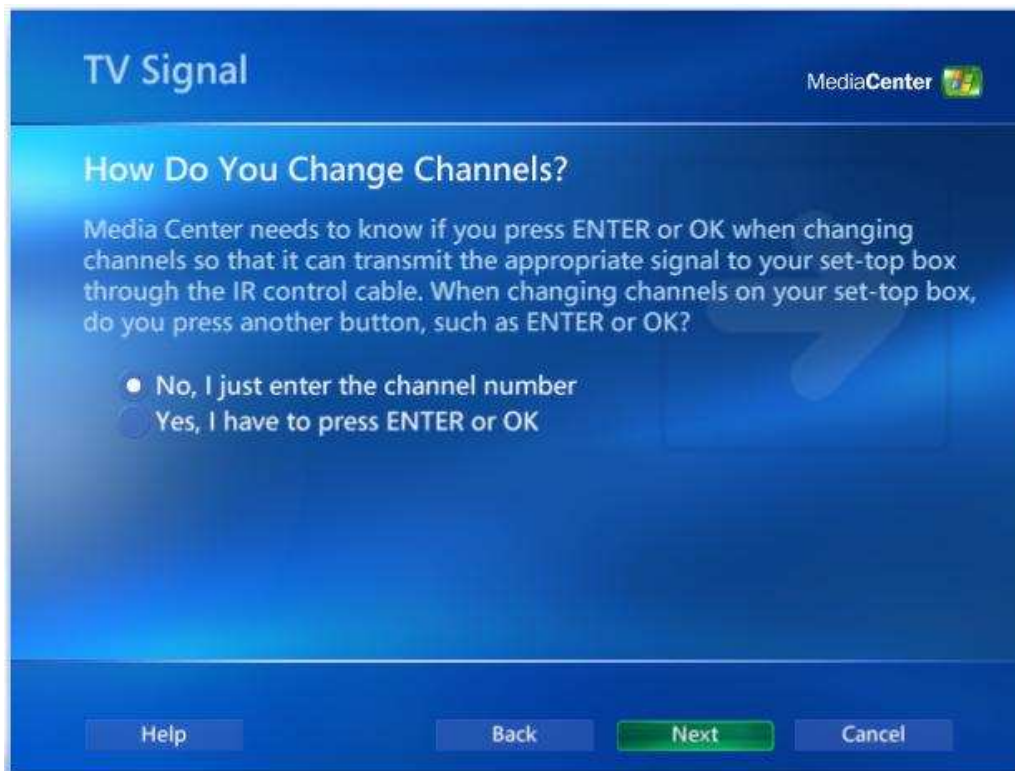 TV Signal
MediaCenter
How Do You Change Channels?
Media Center needs to know if you press ENTER or OK when changing
channels so that it can transmit the appropriate signal to your set-top box
through the IR control cable. When changing channels on your set-top box,
do you press another button, such as ENTER or OK?
No, I just enter the channel number
Yes, I have to press ENTER or OK
Help Back Next Cancel